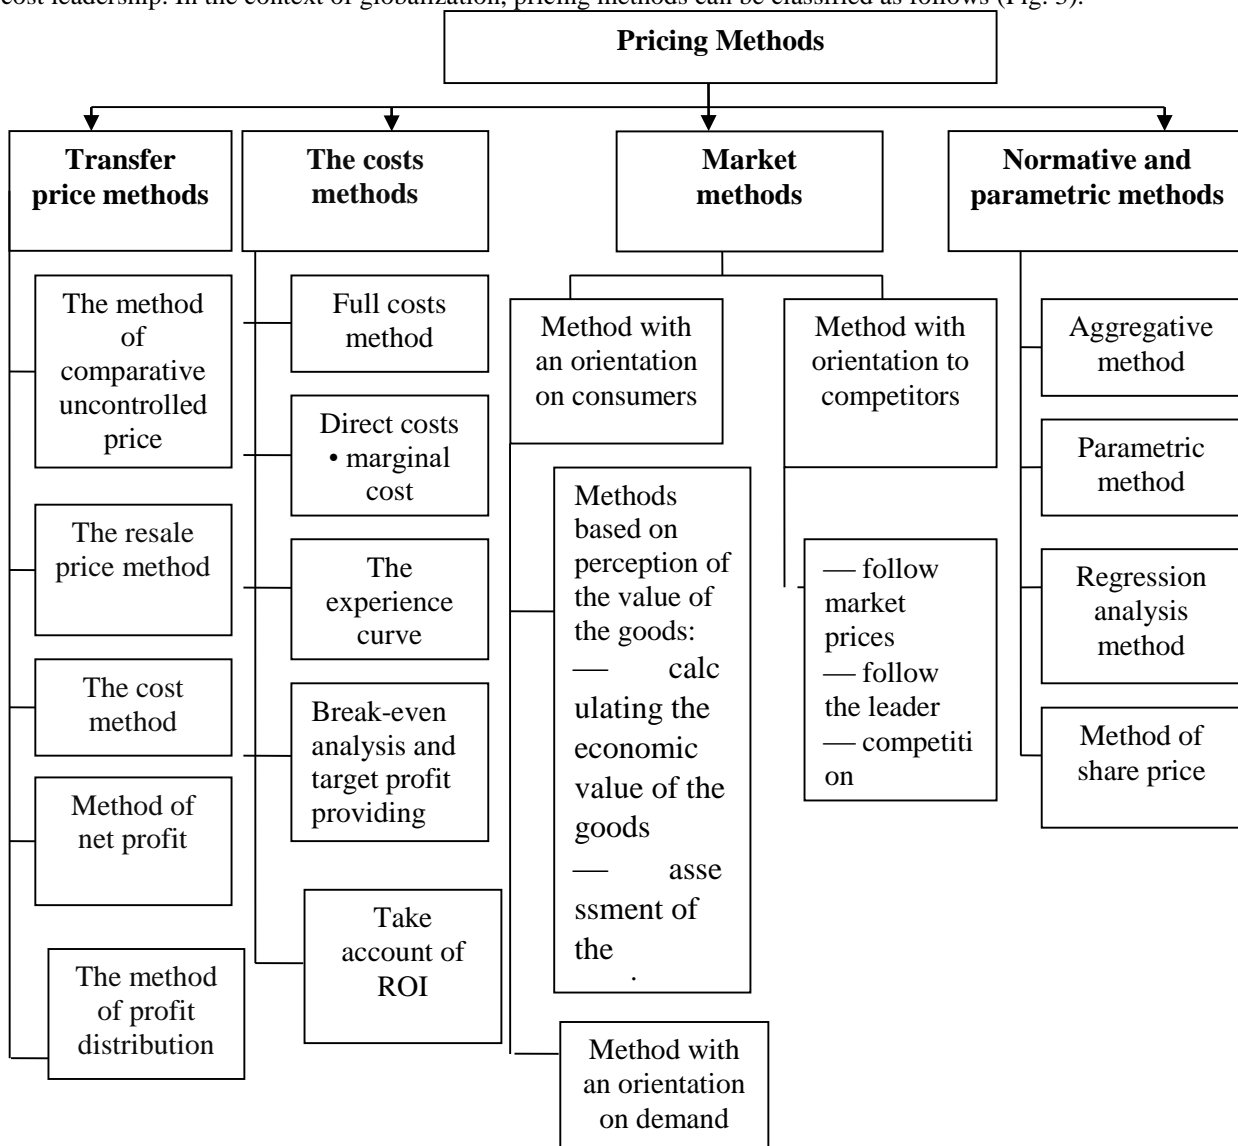 cost leadership. In the context of globalization, pricing methods can be classified as follows (Fig. 3).
Pricing Methods
Transfer
price methods
The costs
methods
Market
methods
Normative and
parametric methods
The method
of
comparative
uncontrolled
price
The resale
price method
The cost
method
Method of
net profit
The method
of profit
distribution
Full costs
method
Direct costs
• marginal
cost
The
experience
curve
Break-even
analysis and
target profit
providing
Take
account of
ROI
Method with
an orientation
on consumers
Methods
based on
perception of
the value of
the goods:
— calc
ulating the
economic
value of the
goods
— asse
ssment of
the
.
Method with
an orientation
on demand
Method with
orientation to
competitors
— follow
market
prices
— follow
the leader
— competiti
on
Aggregative
method
Parametric
method
Regression
analysis
method
Method of
share price